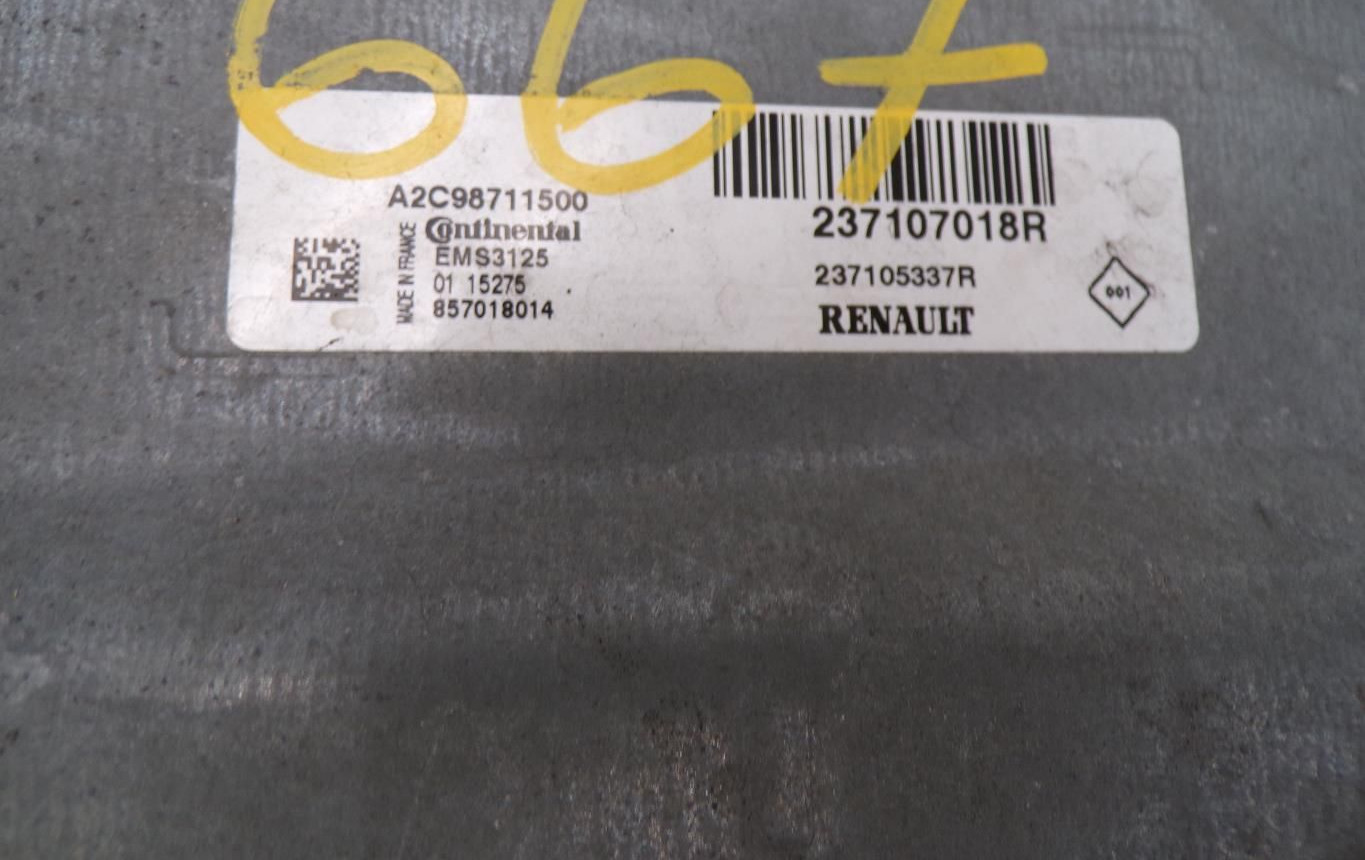 667
A2C98711500
Continental
MADE IN FRANCE
EMS3125
01 15275
857018014
237107018R
237105337R
RENAULT
001